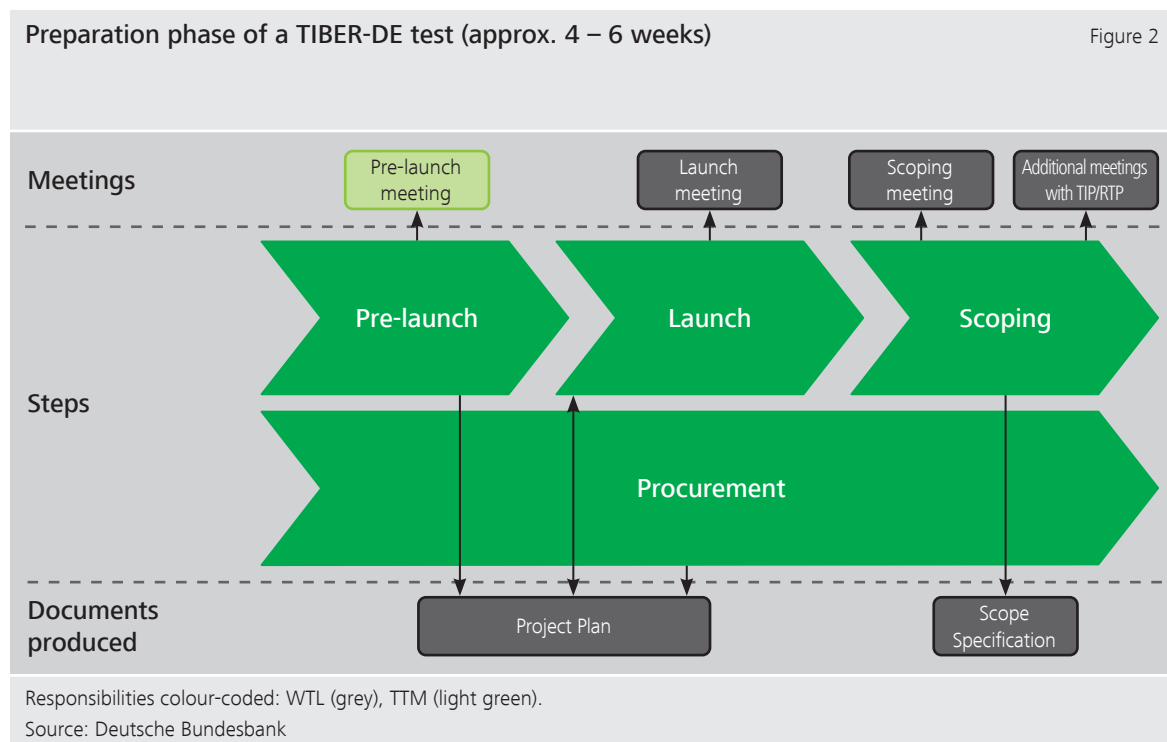 Preparation phase of a TIBER-DE test (approx. 4 – 6 weeks)
Figure 2
Meetings
Pre-launch
meeting
Launch
meeting
Scoping
meeting
Additional meetings
with TIP/RTP
Steps
Pre-launch
Launch
Scoping
Procurement
Documents
produced
Project Plan
Scope
Specification
Responsibilities colour-coded: WTL (grey), TTM (light green).
Source: Deutsche Bundesbank